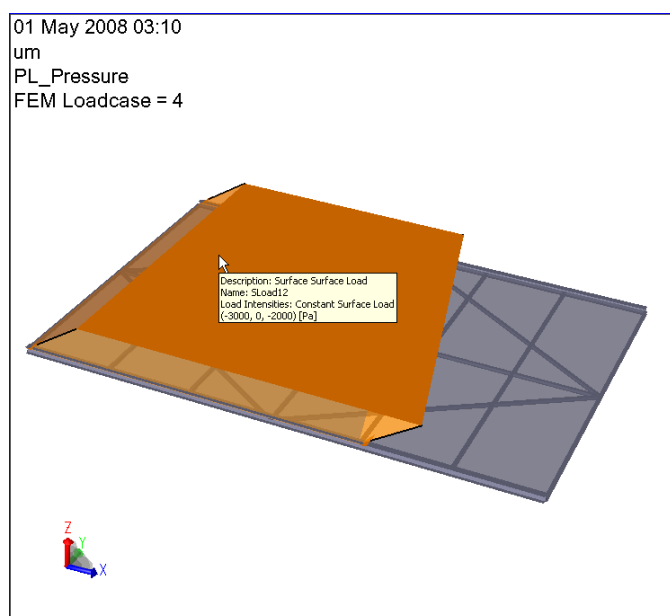 01 May 2008 03:10
um
PL_Pressure
FEM Loadcase = 4
Description: Surface Surface Load
Name: SLoad12
Load Intensities: Constant Surface Load
(-3000, 0, -2000) [Pa]
Z
Y
X